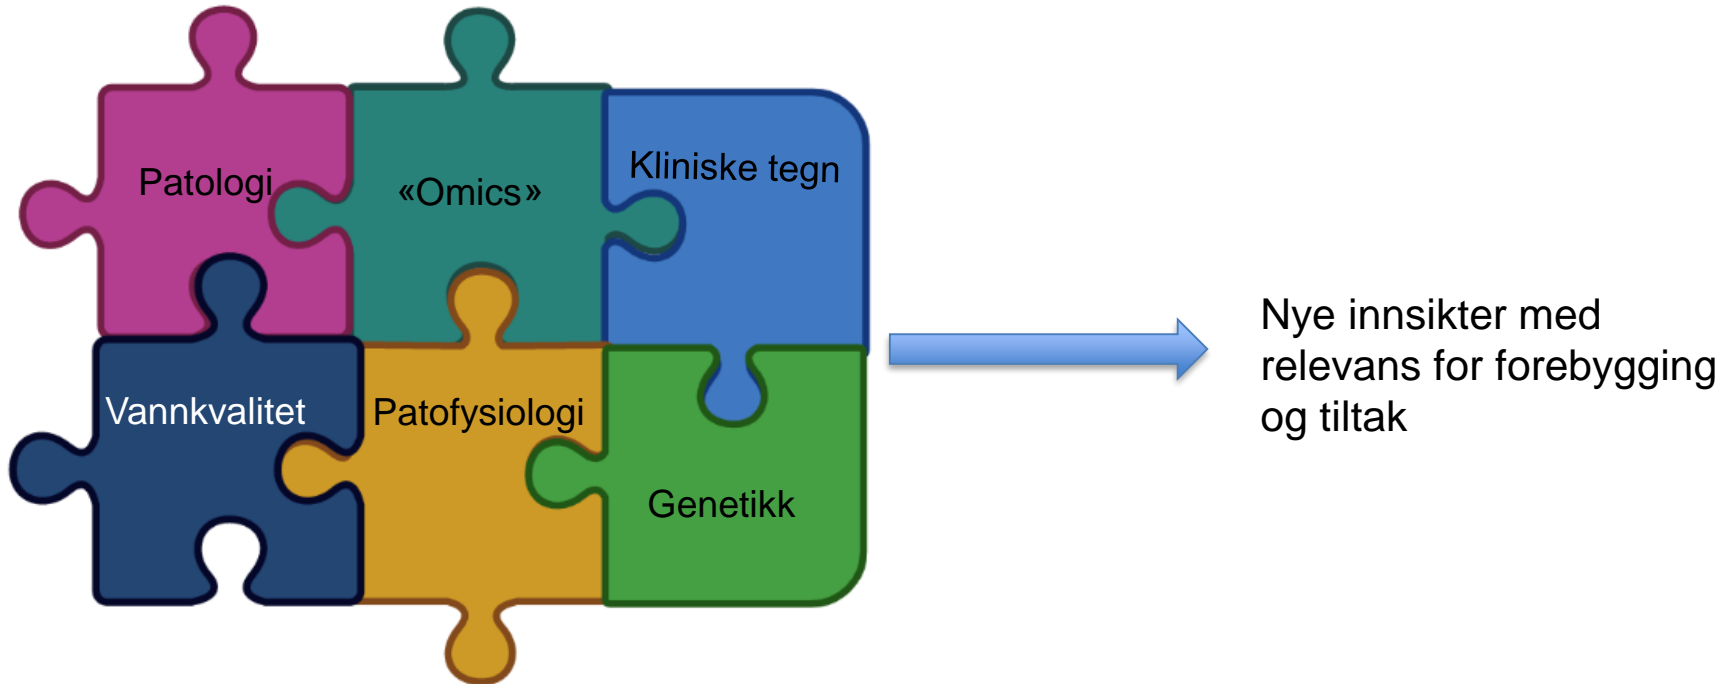 Patologi
«Omics»
Kliniske tegn
Vannkvalitet
Patofysiologi
Genetikk
Nye innsikter med
relevans for forebygging
og tiltak